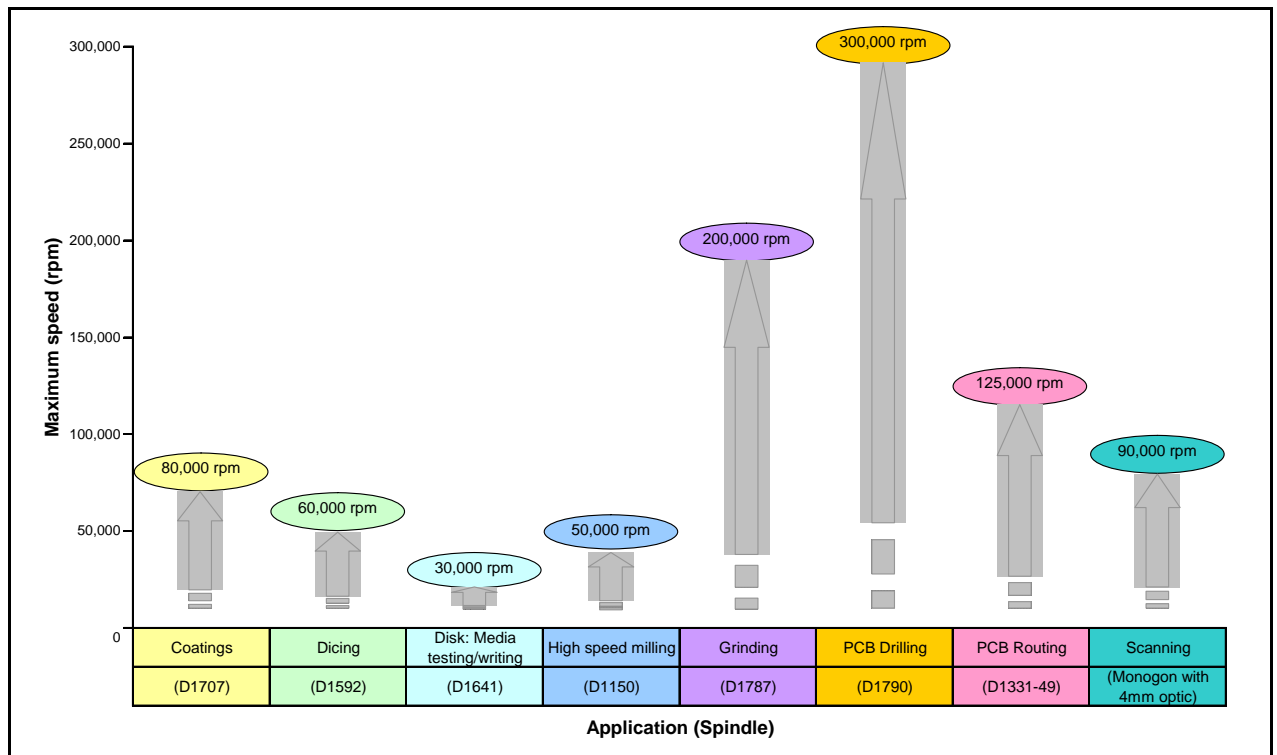 300,000
250,000
200,000
150,000
100,000
50,000
0
Maximum speed (rpm)
80,000 rpm
60,000 rpm
30,000 rpm
50,000 rpm
200,000 rpm
300,000 rpm
125,000 rpm
90,000 rpm
Coatings
Dicing
Disk: Media
testing/writing
High speed milling
Grinding
PCB Drilling
PCB Routing
Scanning
(D1707)
(D1592)
(D1641)
(D1150)
(D1787)
(D1790)
(D1331-49)
(Monogon with
4mm optic)
Application (Spindle)